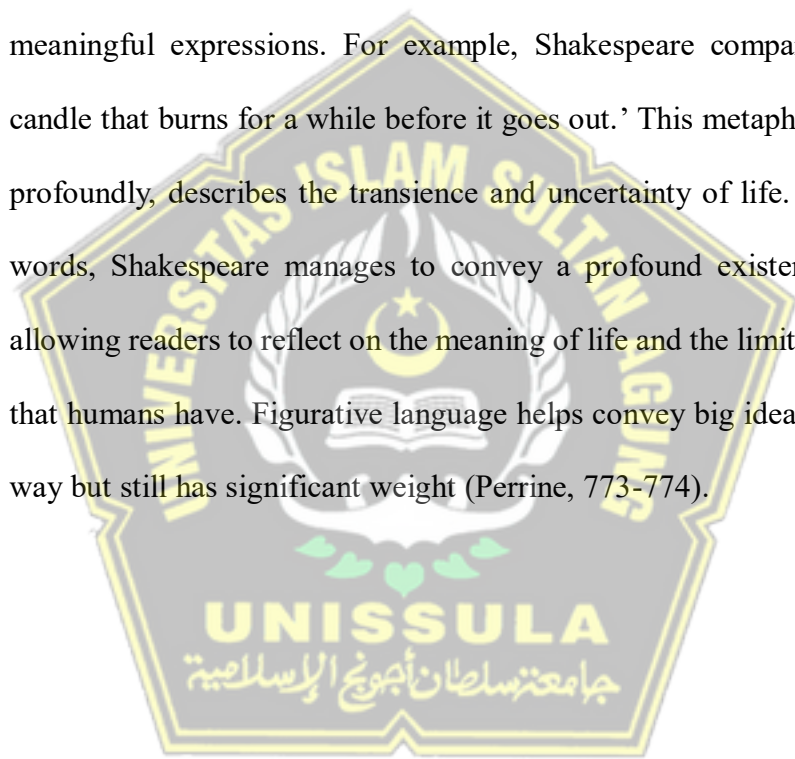 meaningful expressions. For example, Shakespeare compa
candle that burns for a while before it goes out.’ This metaph
profoundly, describes the transience and uncertainty of life.
words, Shakespeare manages to convey a profound existen
allowing readers to reflect on the meaning of life and the limit
that humans have. Figurative language helps convey big idea
way but still has significant weight (Perrine, 773-774).
UNIVERSITAS ISLAM SULTAN AGUNG
UNISSULA
جامعة سلطان أجونج الإسلامية